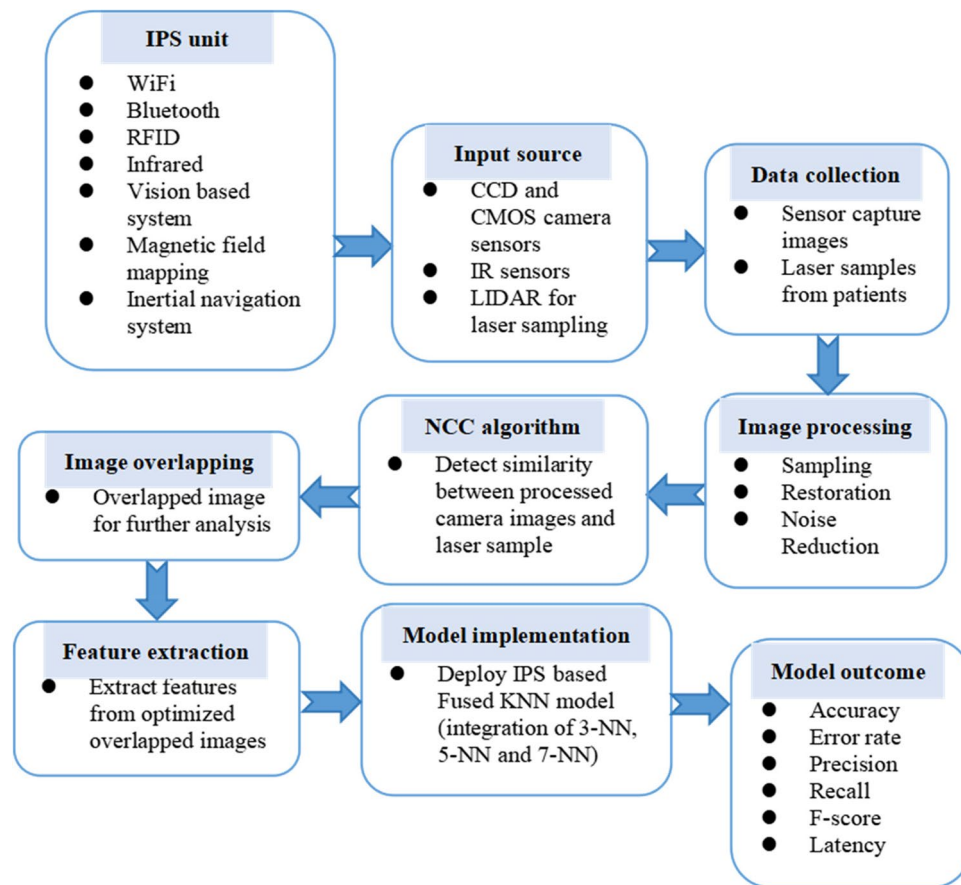 IPS unit
● WiFi
● Bluetooth
● RFID
● Infrared
● Vision based
system
● Magnetic field
mapping
● Inertial navigation
system
Input source
● CCD and
CMOS camera
sensors
● IR sensors
● LIDAR for
laser sampling
Data collection
● Sensor capture
images
● Laser samples
from patients
Image processing
● Sampling
● Restoration
● Noise
Reduction
NCC algorithm
● Detect similarity
between processed
camera images and
laser sample
Image overlapping
● Overlapped image
for further analysis
Feature extraction
● Extract features
from optimized
overlapped images
Model implementation
● Deploy IPS based
Fused KNN model
(integration of 3-NN,
5-NN and 7-NN)
Model outcome
● Accuracy
● Error rate
● Precision
● Recall
● F-score
● Latency